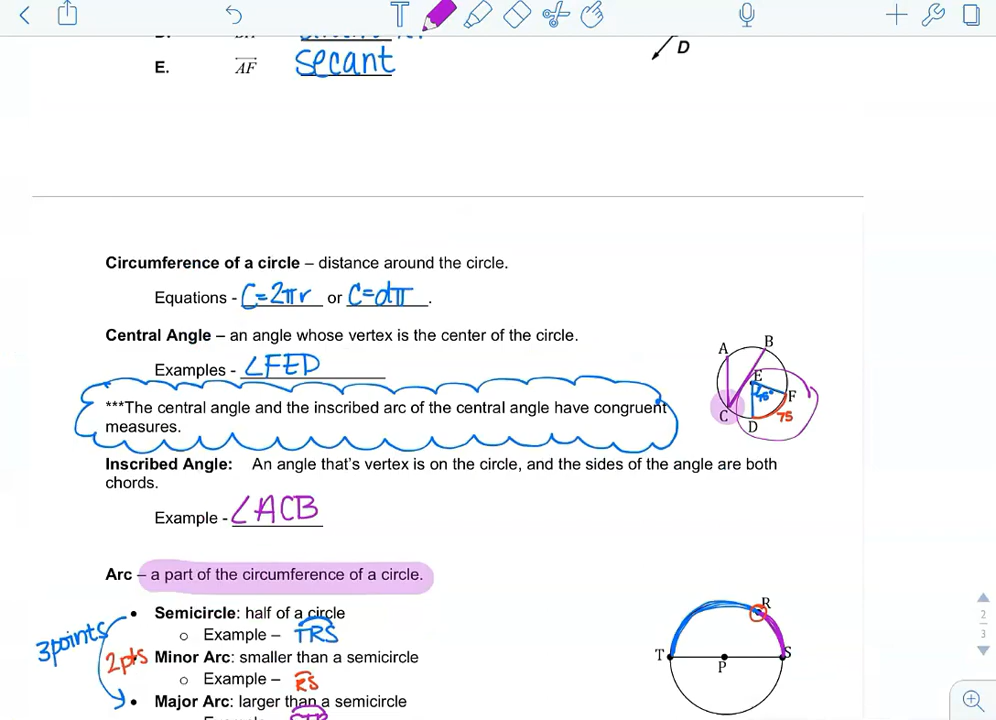 E. AF secant
D
Circumference of a circle – distance around the circle.
Equations - C=2πr or C=dπ.
Central Angle – an angle whose vertex is the center of the circle.
Examples - ∠FED
***The central angle and the inscribed arc of the central angle have congruent
measures.
A B
E
75°
F
C
D 75
Inscribed Angle: An angle that's vertex is on the circle, and the sides of the angle are both
chords.
Example - ∠ACB
Arc – a part of the circumference of a circle.
• Semicircle: half of a circle
o Example – TRS
3points
2pts Minor Arc: smaller than a semicircle
o Example – RS
• Major Arc: larger than a semicircle
R
T P S
2
3